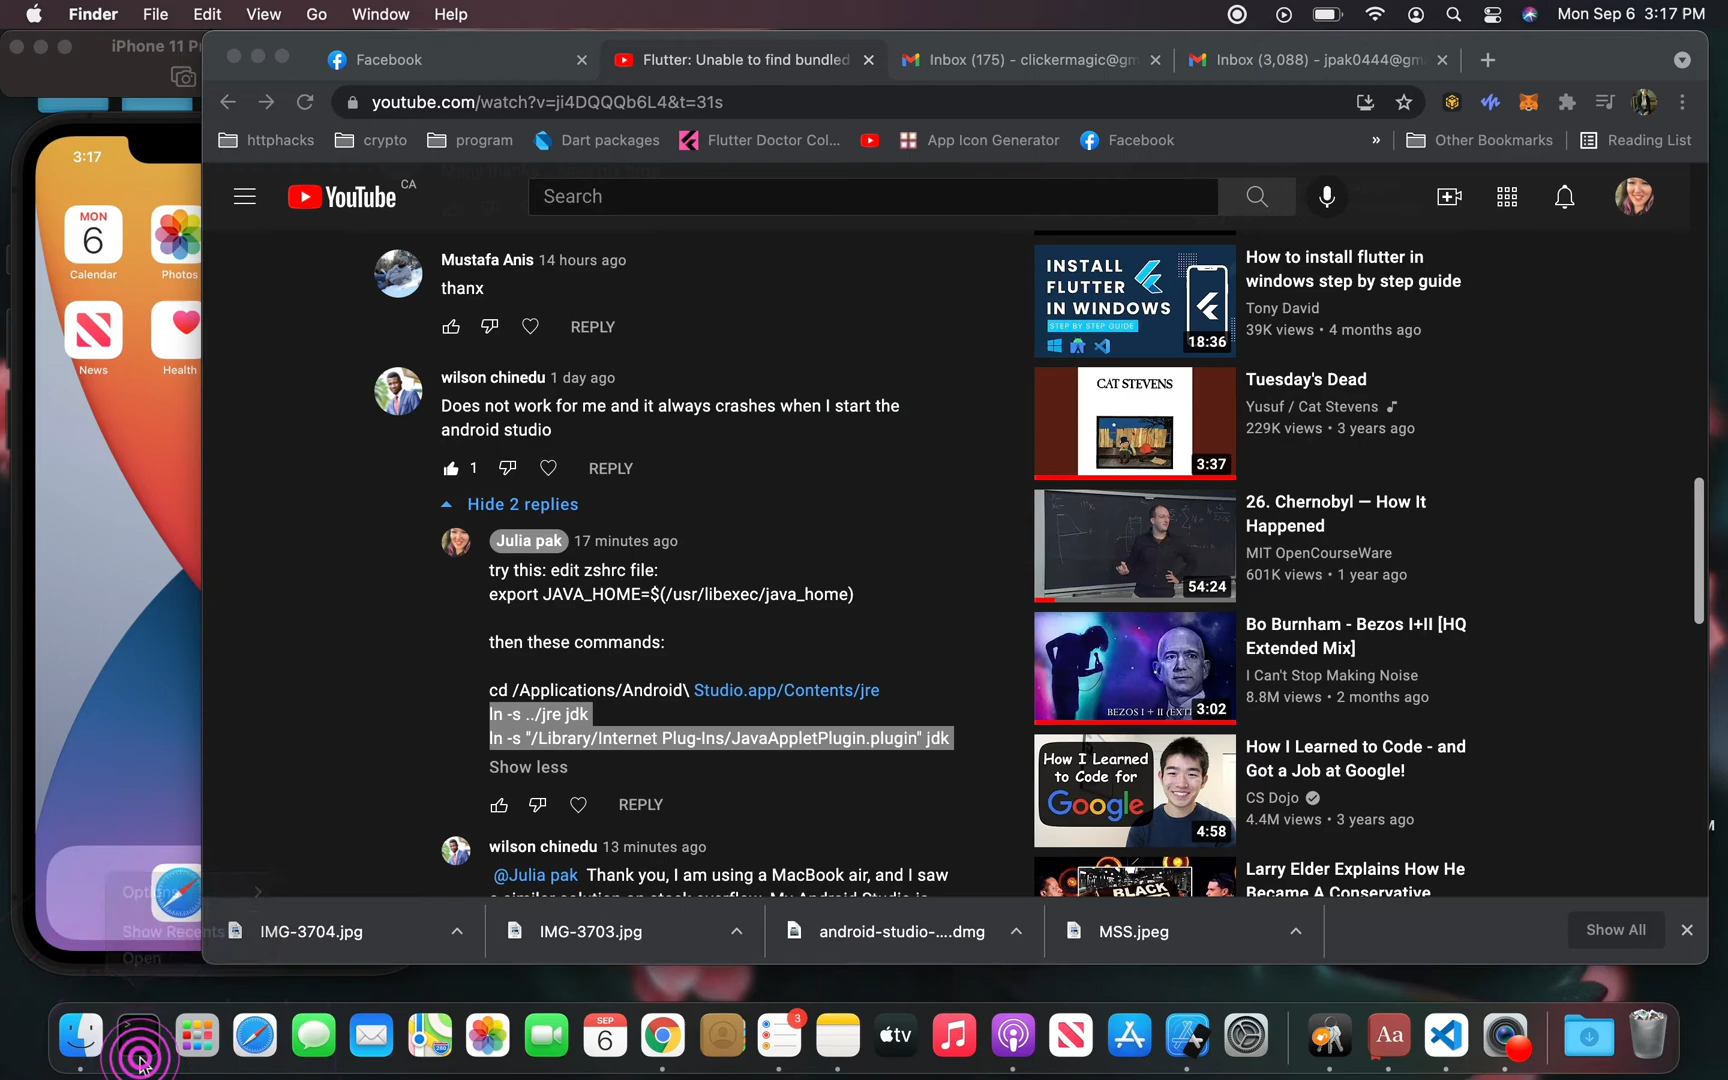 Finder File Edit View Go Window Help
Mon Sep 6 3:17 PM
iPhone 11 P
Facebook
Flutter: Unable to find bundled
Inbox (175) - clickermagic@gm
Inbox (3,088) - jpak0444@gm
youtube.com/watch?v=ji4DQQQb6L4&t=31s
httphacks
crypto
program
Dart packages
Flutter Doctor Col...
App Icon Generator
Facebook
»
Other Bookmarks
Reading List
3:17
YouTube CA
Search
MON
6
Calendar
Photos
News
Health
Mustafa Anis 14 hours ago
thanx
REPLY
wilson chinedu 1 day ago
Does not work for me and it always crashes when I start the
android studio
1 REPLY
Hide 2 replies
Julia pak 17 minutes ago
try this: edit zshrc file:
export JAVA_HOME=$(/usr/libexec/java_home)
then these commands:
cd /Applications/Android\ Studio.app/Contents/jre
ln -s ../jre jdk
ln -s "/Library/Internet Plug-Ins/JavaAppletPlugin.plugin" jdk
Show less
REPLY
wilson chinedu 13 minutes ago
@Julia pak Thank you, I am using a MacBook air, and I saw
INSTALL
FLUTTER
IN WINDOWS
STEP BY STEP GUIDE
18:36
How to install flutter in
windows step by step guide
Tony David
39K views • 4 months ago
CAT STEVENS
3:37
Tuesday's Dead
Yusuf / Cat Stevens
229K views • 3 years ago
54:24
26. Chernobyl — How It
Happened
MIT OpenCourseWare
601K views • 1 year ago
BEZOS I + II (EXT
3:02
Bo Burnham - Bezos I+II [HQ
Extended Mix]
I Can't Stop Making Noise
8.8M views • 2 months ago
How I Learned
to Code for
Google
4:58
How I Learned to Code - and
Got a Job at Google!
CS Dojo
4.4M views • 3 years ago
BLACK
Larry Elder Explains How He
Became A Conservative
Options
Show Recents
Open
IMG-3704.jpg
IMG-3703.jpg
android-studio-....dmg
MSS.jpeg
Show All
SEP
6
3
tv
Aa